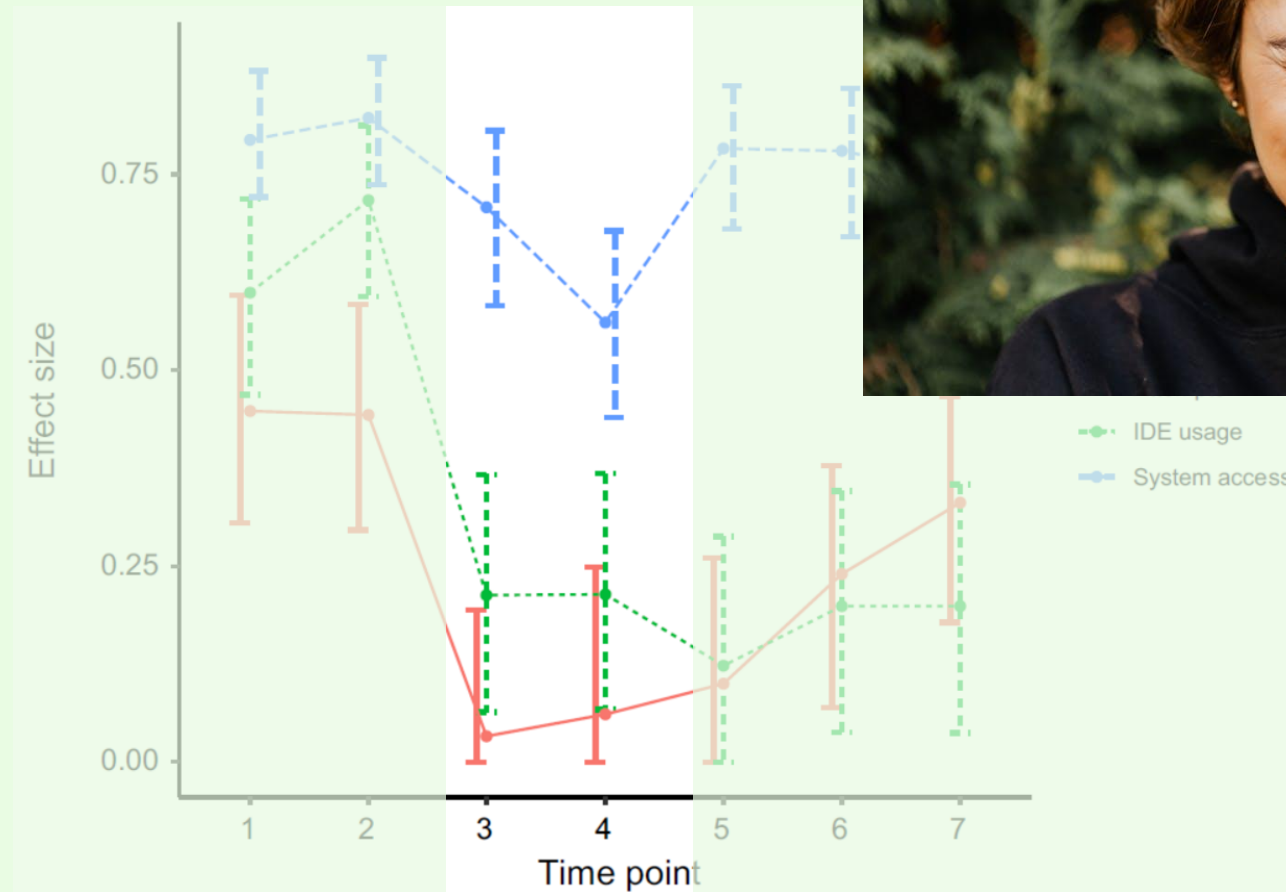 Effect size
0.75
0.50
0.25
0.00
1 2 3 4 5 6 7
Time point
IDE usage
System access